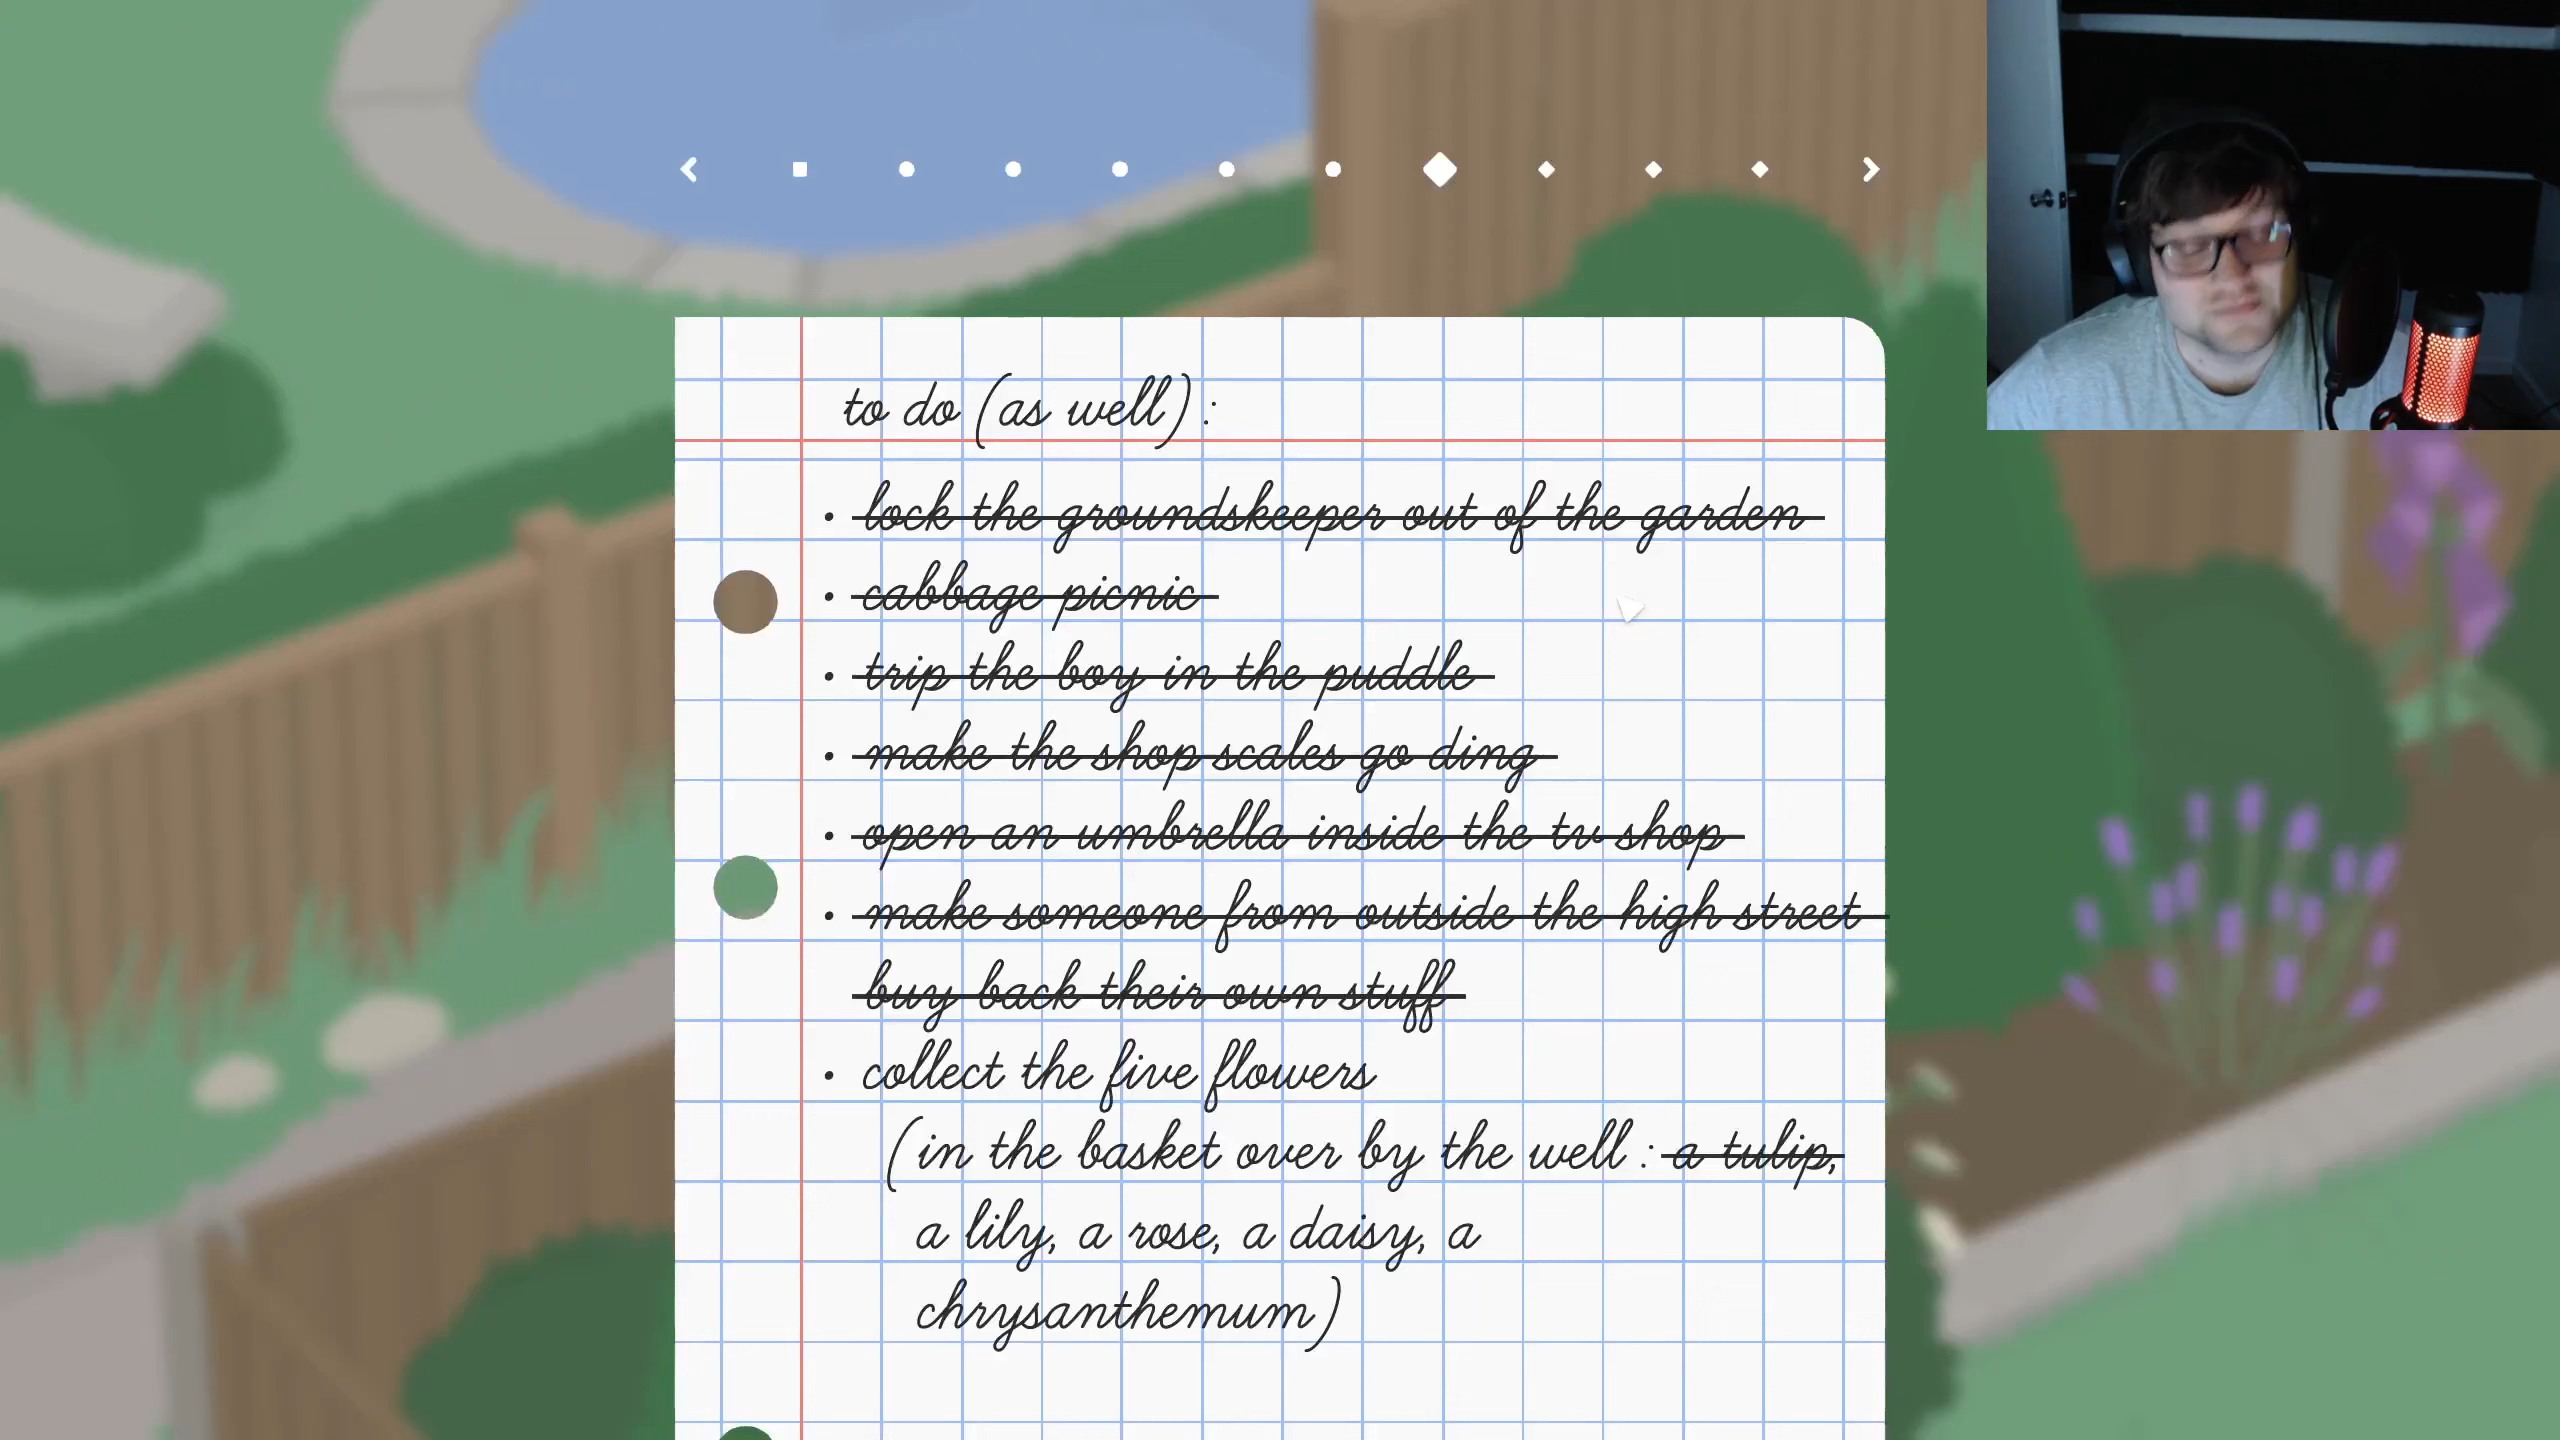 to do (as well) :
lock the groundskeeper out of the garden
cabbage picnic
trip the boy in the puddle
make the shop scales go ding
open an umbrella inside the tv shop
make someone from outside the high street
buy back their own stuff
collect the five flowers
(in the basket over by the well : a tulip,
a lily, a rose, a daisy, a
chrysanthemum)